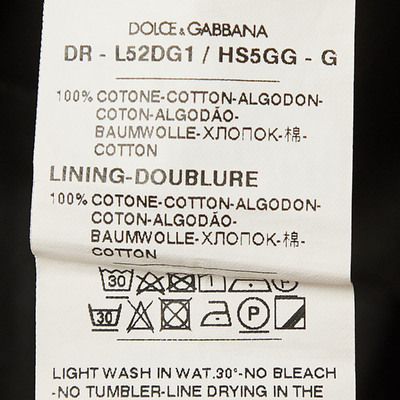 DOLCE & GABBANA
DR - L52DG1 / HS5GG - G
100% COTONE-COTTON-ALGODON-
COTON-ALGODÃO-
BAUMWOLLE-ХЛОПОК-棉-
COTTON
LINING-DOUBLURE
100% COTONE-COTTON-ALGODON-
COTON-ALGODÃO-
BAUMWOLLE-ХЛОПОК-棉-
COTTON
30
30 P
LIGHT WASH IN WAT.30°-NO BLEACH
-NO TUMBLER-LINE DRYING IN THE